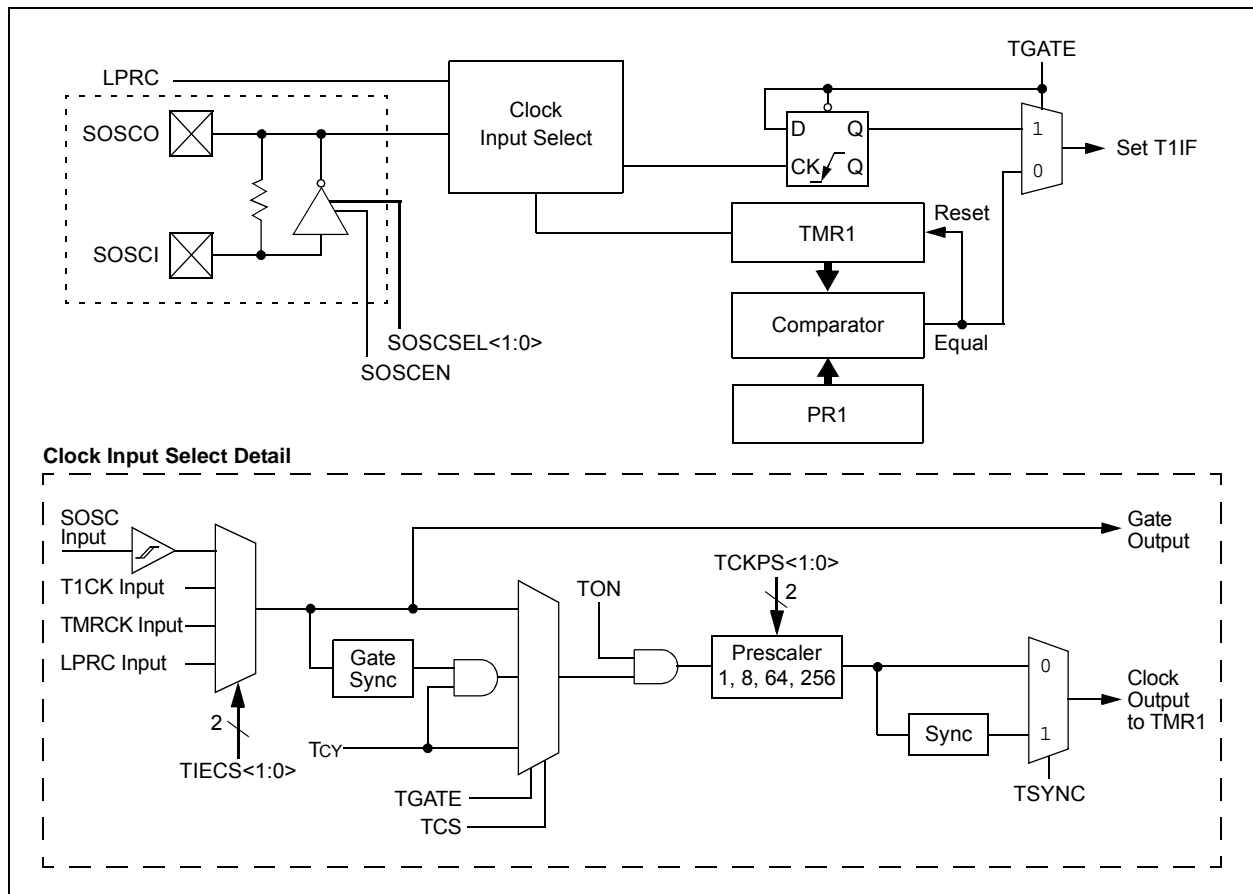 TGATE
LPRC
Clock
Input Select
SOSCO
D
Q
1
Set T1IF
CK
Q
0
Reset
TMR1
SOSCI
Comparator
Equal
SOSCSEL<1:0>
SOSCEN
PR1
Clock Input Select Detail
SOSC
Input
Gate
Output
TCKPS<1:0>
2
T1CK Input
TON
TMRCK Input
LPRC Input
Gate
Sync
Prescaler
1, 8, 64, 256
0
Clock
Output
to TMR1
2
Sync
1
TCY
TIECS<1:0>
TGATE
TSYNC
TCS